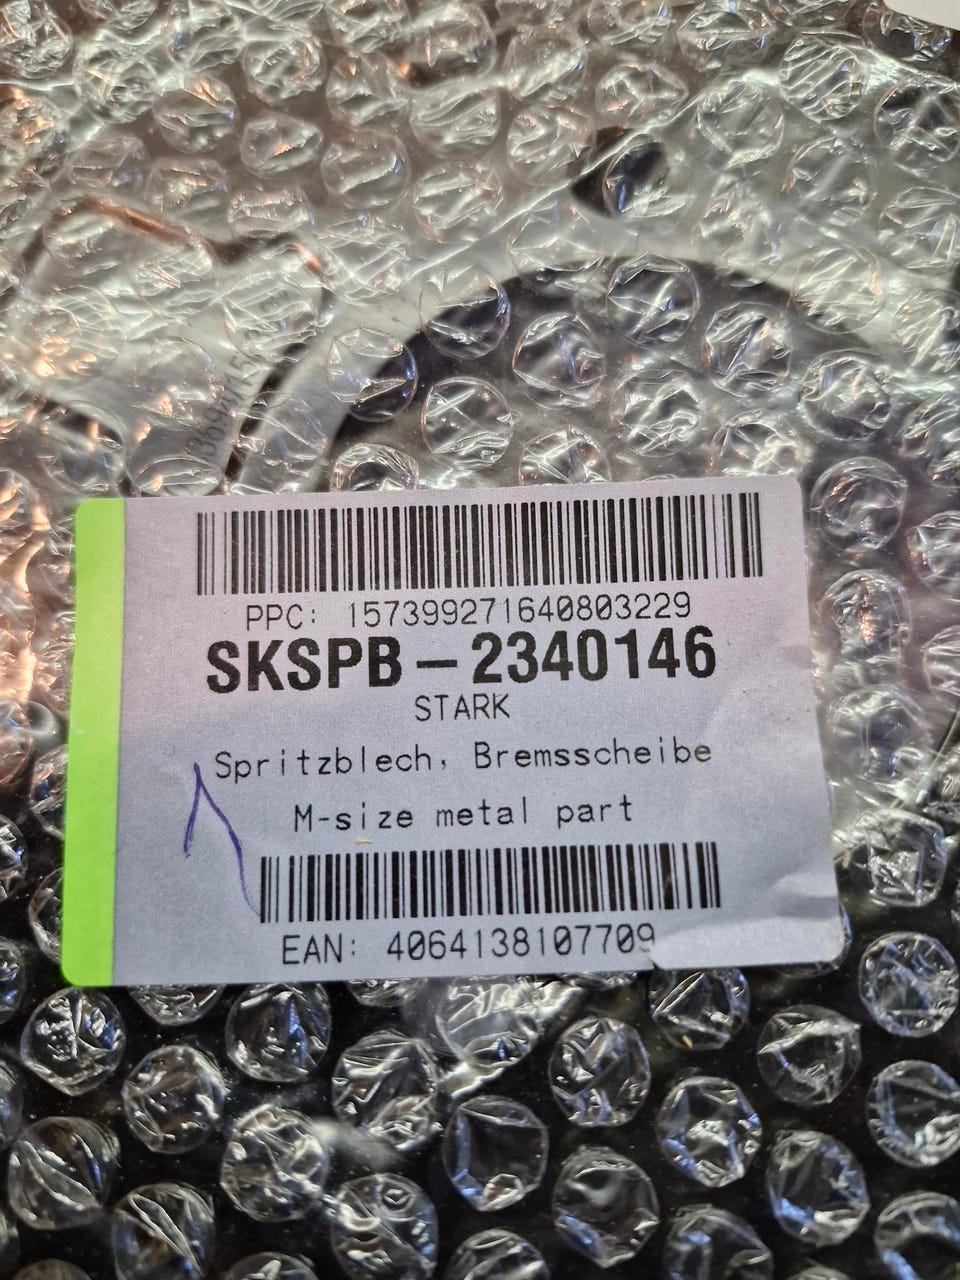 PPC: 157399271640803229
SKSPB – 2340146
STARK
Spritzblech, Bremsscheibe
M-size metal part
EAN: 4064138107709